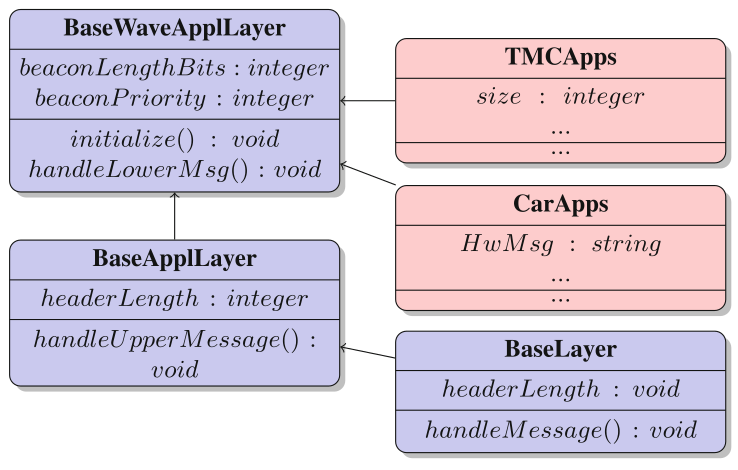 BaseWaveApplLayer
beaconLengthBits : integer
beaconPriority : integer
initialize() : void
handleLowerMsg() : void
BaseApplLayer
headerLength : integer
handleUpperMessage() :
void
TMCApps
size : integer
...
...
CarApps
HwMsg : string
...
...
BaseLayer
headerLength : void
handleMessage() : void